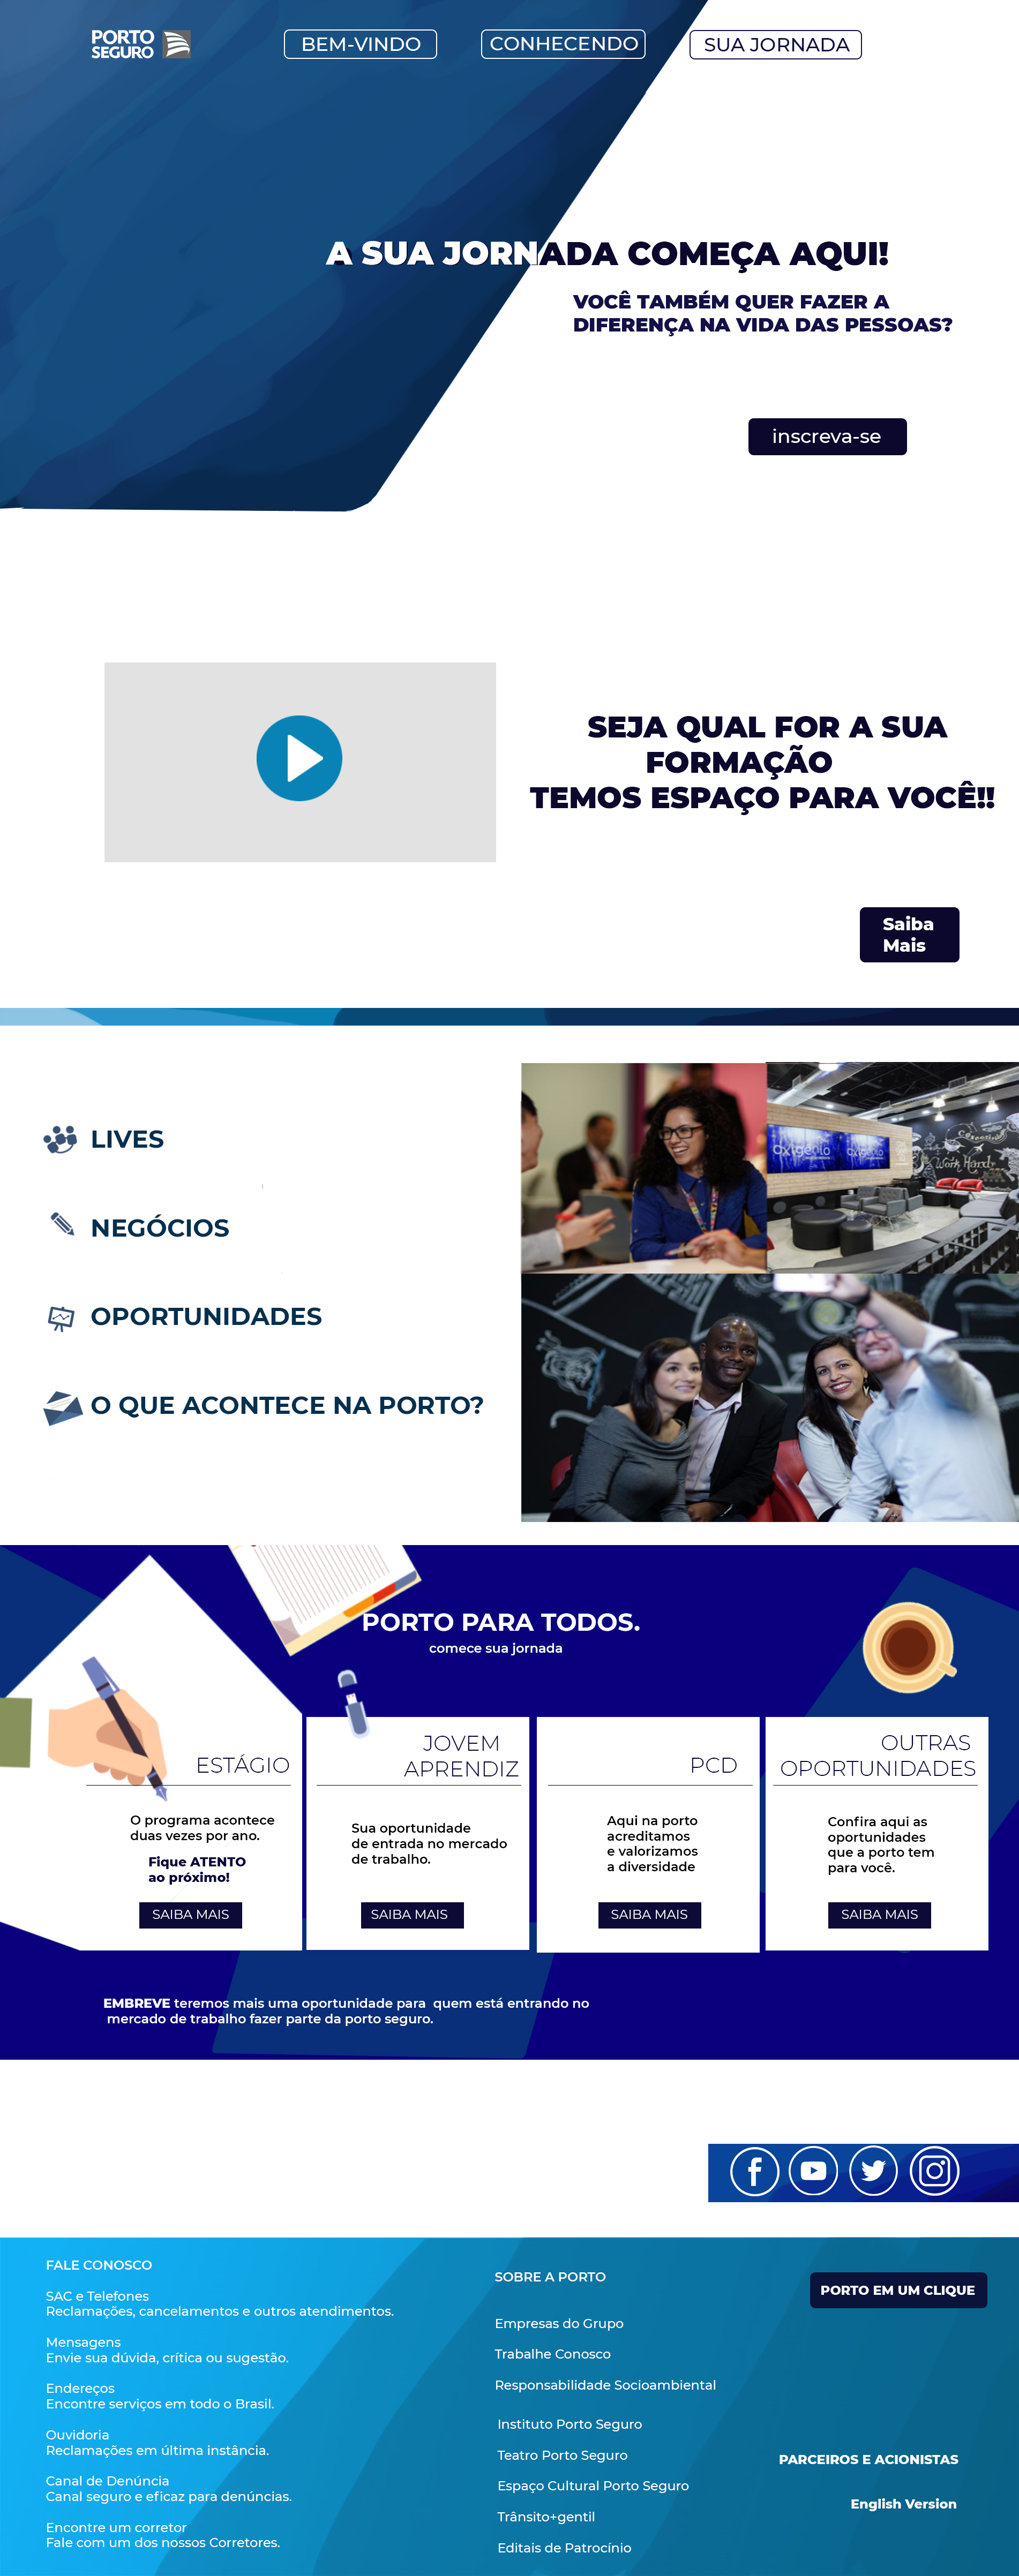 PORTO
SEGURO
BEM-VINDO
CONHECENDO
SUA JORNADA
A SUA JORNADA COMEÇA AQUI!
VOCÊ TAMBÉM QUER FAZER A
DIFERENÇA NA VIDA DAS PESSOAS?
inscreva-se
SEJA QUAL FOR A SUA
FORMAÇÃO
TEMOS ESPAÇO PARA VOCÊ!!
Saiba
Mais
LIVES
NEGÓCIOS
OPORTUNIDADES
O QUE ACONTECE NA PORTO?
oxigênio
oxigênio
Work Hard
PORTO PARA TODOS.
comece sua jornada
ESTÁGIO
O programa acontece
duas vezes por ano.
Fique ATENTO
ao próximo!
SAIBA MAIS
JOVEM
APRENDIZ
Sua oportunidade
de entrada no mercado
de trabalho.
SAIBA MAIS
PCD
Aqui na porto
acreditamos
e valorizamos
a diversidade
SAIBA MAIS
OUTRAS
OPORTUNIDADES
Confira aqui as
oportunidades
que a porto tem
para você.
SAIBA MAIS
EMBREVE teremos mais uma oportunidade para quem está entrando no
mercado de trabalho fazer parte da porto seguro.
FALE CONOSCO
SAC e Telefones
Reclamações, cancelamentos e outros atendimentos.
Mensagens
Envie sua dúvida, crítica ou sugestão.
Endereços
Encontre serviços em todo o Brasil.
Ouvidoria
Reclamações em última instância.
Canal de Denúncia
Canal seguro e eficaz para denúncias.
Encontre um corretor
Fale com um dos nossos Corretores.
SOBRE A PORTO
Empresas do Grupo
Trabalhe Conosco
Responsabilidade Socioambiental
Instituto Porto Seguro
Teatro Porto Seguro
Espaço Cultural Porto Seguro
Trânsito+gentil
Editais de Patrocínio
PORTO EM UM CLIQUE
PARCEIROS E ACIONISTAS
English Version